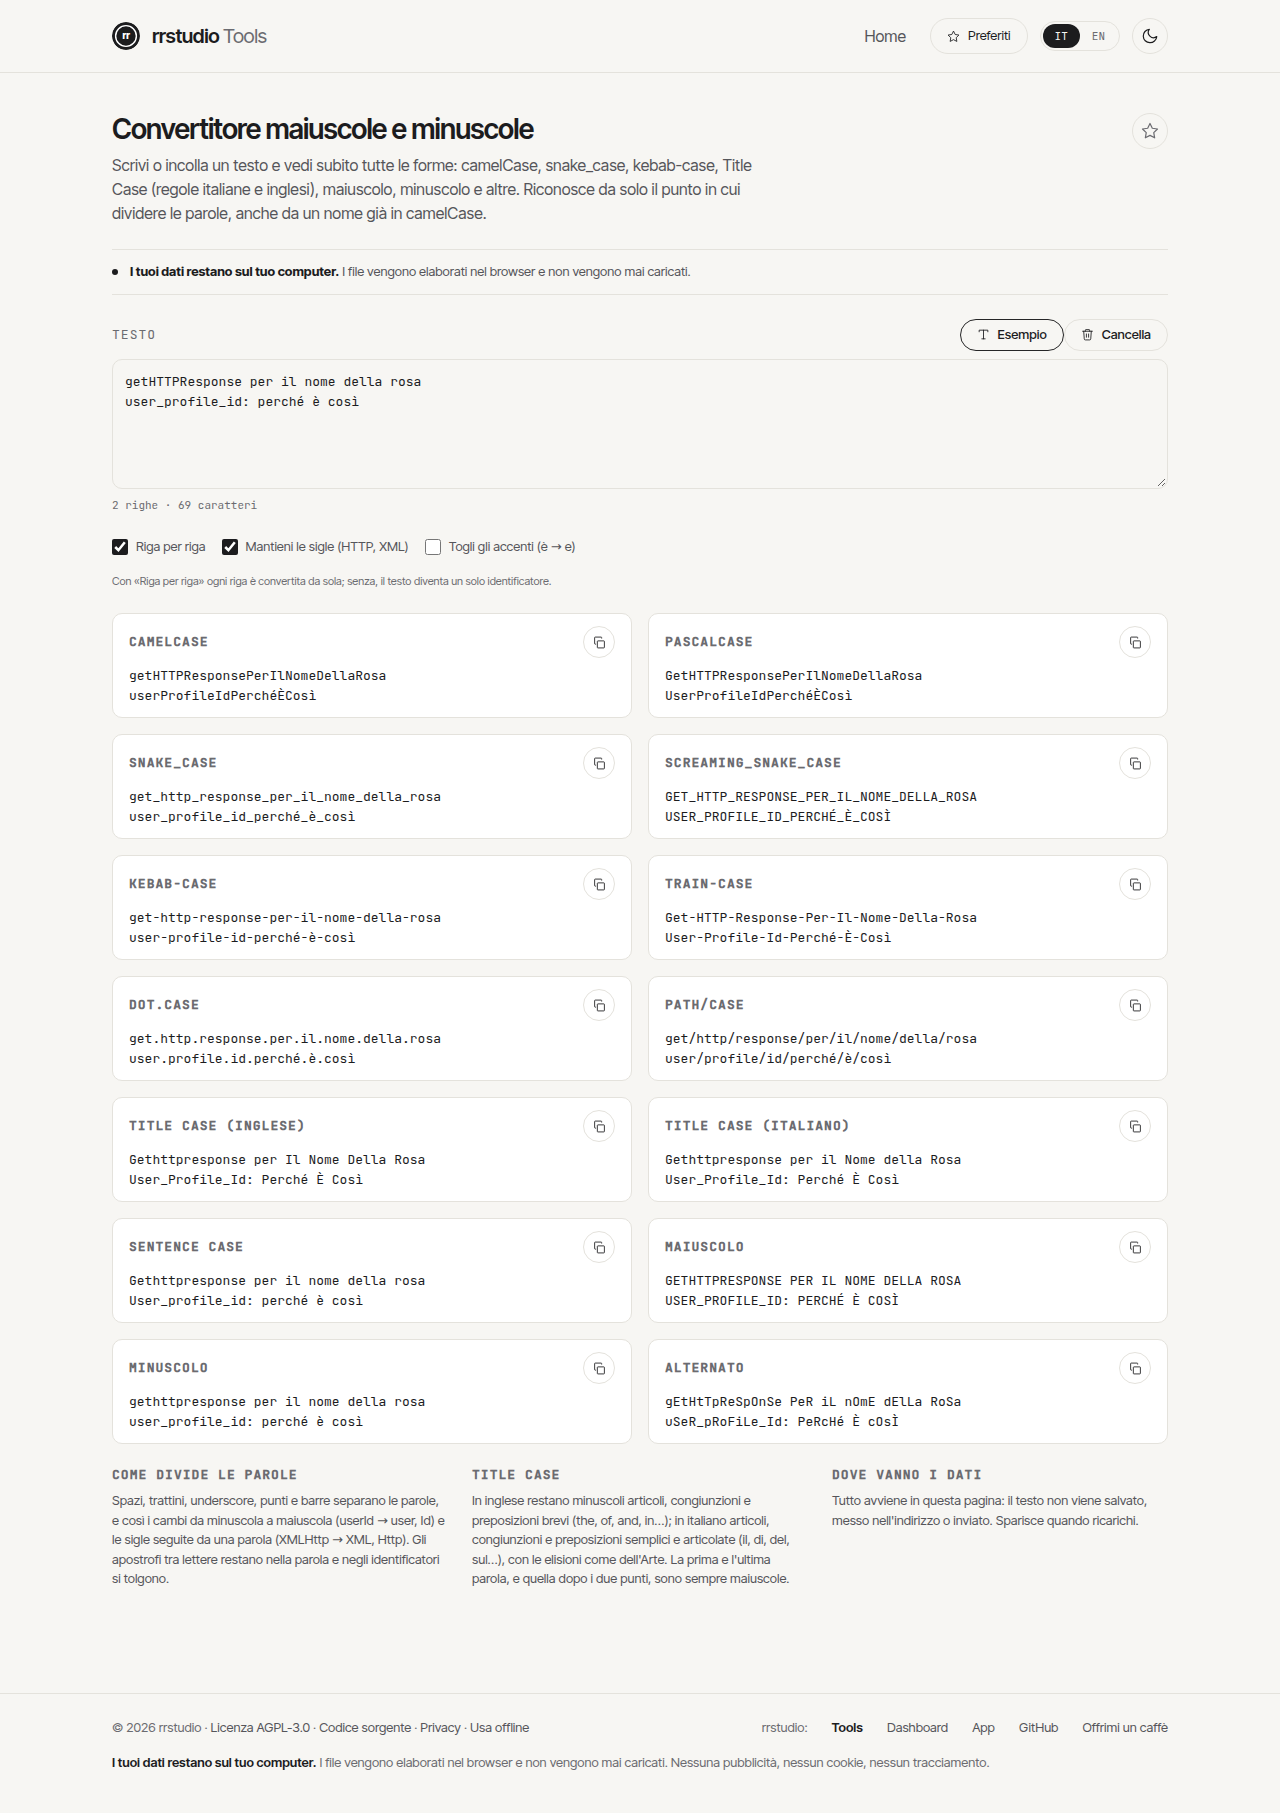 rr rrstudio Tools
Home
Preferiti
IT EN
Convertitore maiuscole e minuscole
Scrivi o incolla un testo e vedi subito tutte le forme: camelCase, snake_case, kebab-case, Title
Case (regole italiane e inglesi), maiuscolo, minuscolo e altre. Riconosce da solo il punto in cui
dividere le parole, anche da un nome già in camelCase.
I tuoi dati restano sul tuo computer. I file vengono elaborati nel browser e non vengono mai caricati.
TESTO
Esempio
Cancella
getHTTPResponse per il nome della rosa
user_profile_id: perché è così
2 righe · 69 caratteri
Riga per riga
Mantieni le sigle (HTTP, XML)
Togli gli accenti (è → e)
Con «Riga per riga» ogni riga è convertita da sola; senza, il testo diventa un solo identificatore.
CAMELCASE
getHTTPResponsePerIlNomeDellaRosa
userProfileIdPerchéÈCosì
PASCALCASE
GetHTTPResponsePerIlNomeDellaRosa
UserProfileIdPerchéÈCosì
SNAKE_CASE
get_http_response_per_il_nome_della_rosa
user_profile_id_perché_è_così
SCREAMING_SNAKE_CASE
GET_HTTP_RESPONSE_PER_IL_NOME_DELLA_ROSA
USER_PROFILE_ID_PERCHÉ_È_COSÌ
KEBAB-CASE
get-http-response-per-il-nome-della-rosa
user-profile-id-perché-è-così
TRAIN-CASE
Get-HTTP-Response-Per-Il-Nome-Della-Rosa
User-Profile-Id-Perché-È-Così
DOT.CASE
get.http.response.per.il.nome.della.rosa
user.profile.id.perché.è.così
PATH/CASE
get/http/response/per/il/nome/della/rosa
user/profile/id/perché/è/così
TITLE CASE (INGLESE)
Gethttpresponse per Il Nome Della Rosa
User_Profile_Id: Perché È Così
TITLE CASE (ITALIANO)
Gethttpresponse per il Nome della Rosa
User_Profile_Id: Perché È Così
SENTENCE CASE
Gethttpresponse per il nome della rosa
User_profile_id: perché è così
MAIUSCOLO
GETHTTPRESPONSE PER IL NOME DELLA ROSA
USER_PROFILE_ID: PERCHÉ È COSÌ
MINUSCOLO
gethttpresponse per il nome della rosa
user_profile_id: perché è così
ALTERNATO
gEtHtTpReSpOnSe PeR iL nOmE dElLa RoSa
uSeR_pRoFiLe_Id: PeRcHé È cOsÌ
COME DIVIDE LE PAROLE
Spazi, trattini, underscore, punti e barre separano le parole,
e così i cambi da minuscola a maiuscola (userId → user, Id) e
le sigle seguite da una parola (XMLHttp → XML, Http). Gli
apostrofi tra lettere restano nella parola e negli identificatori
si tolgono.
TITLE CASE
In inglese restano minuscoli articoli, congiunzioni e
preposizioni brevi (the, of, and, in…); in italiano articoli,
congiunzioni e preposizioni semplici e articolate (il, di, del,
sul…), con le elisioni come dell'Arte. La prima e l'ultima
parola, e quella dopo i due punti, sono sempre maiuscole.
DOVE VANNO I DATI
Tutto avviene in questa pagina: il testo non viene salvato,
messo nell'indirizzo o inviato. Sparisce quando ricarichi.
© 2026 rrstudio · Licenza AGPL-3.0 · Codice sorgente · Privacy · Usa offline
rrstudio: Tools Dashboard App GitHub Offrimi un caffè
I tuoi dati restano sul tuo computer. I file vengono elaborati nel browser e non vengono mai caricati. Nessuna pubblicità, nessun cookie, nessun tracciamento.